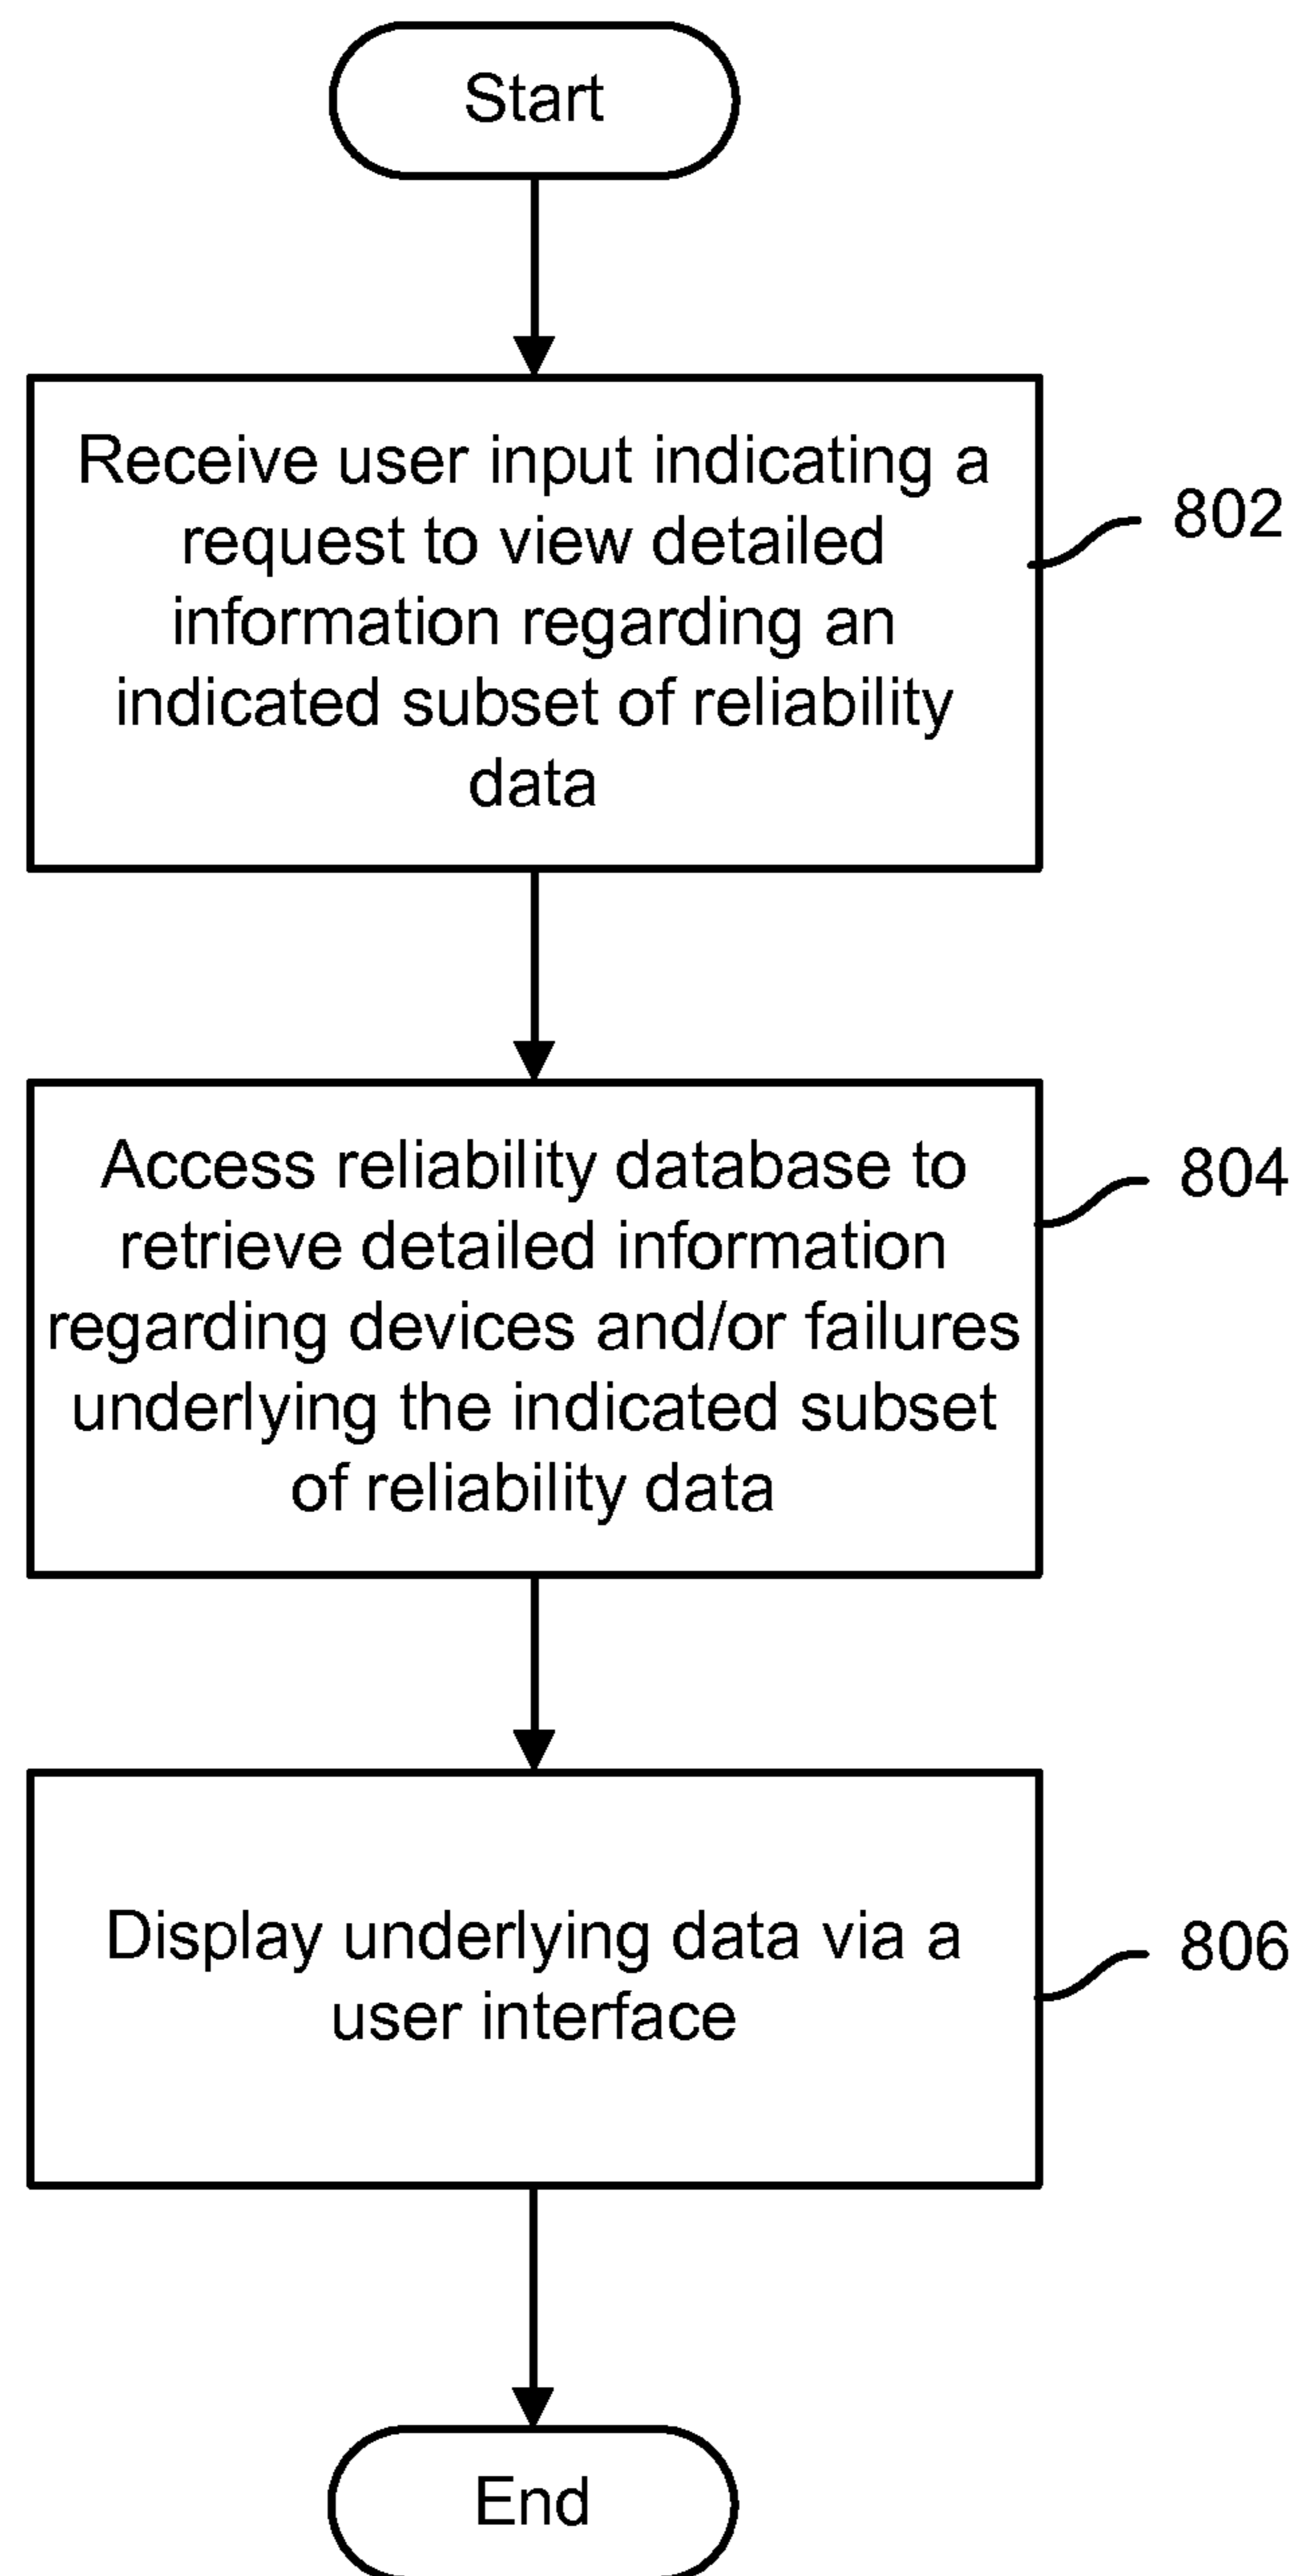 Start
Receive user input indicating a
request to view detailed
information regarding an
indicated subset of reliability
data
802
Access reliability database to
retrieve detailed information
regarding devices and/or failures
underlying the indicated subset
of reliability data
804
Display underlying data via a
user interface
806
End